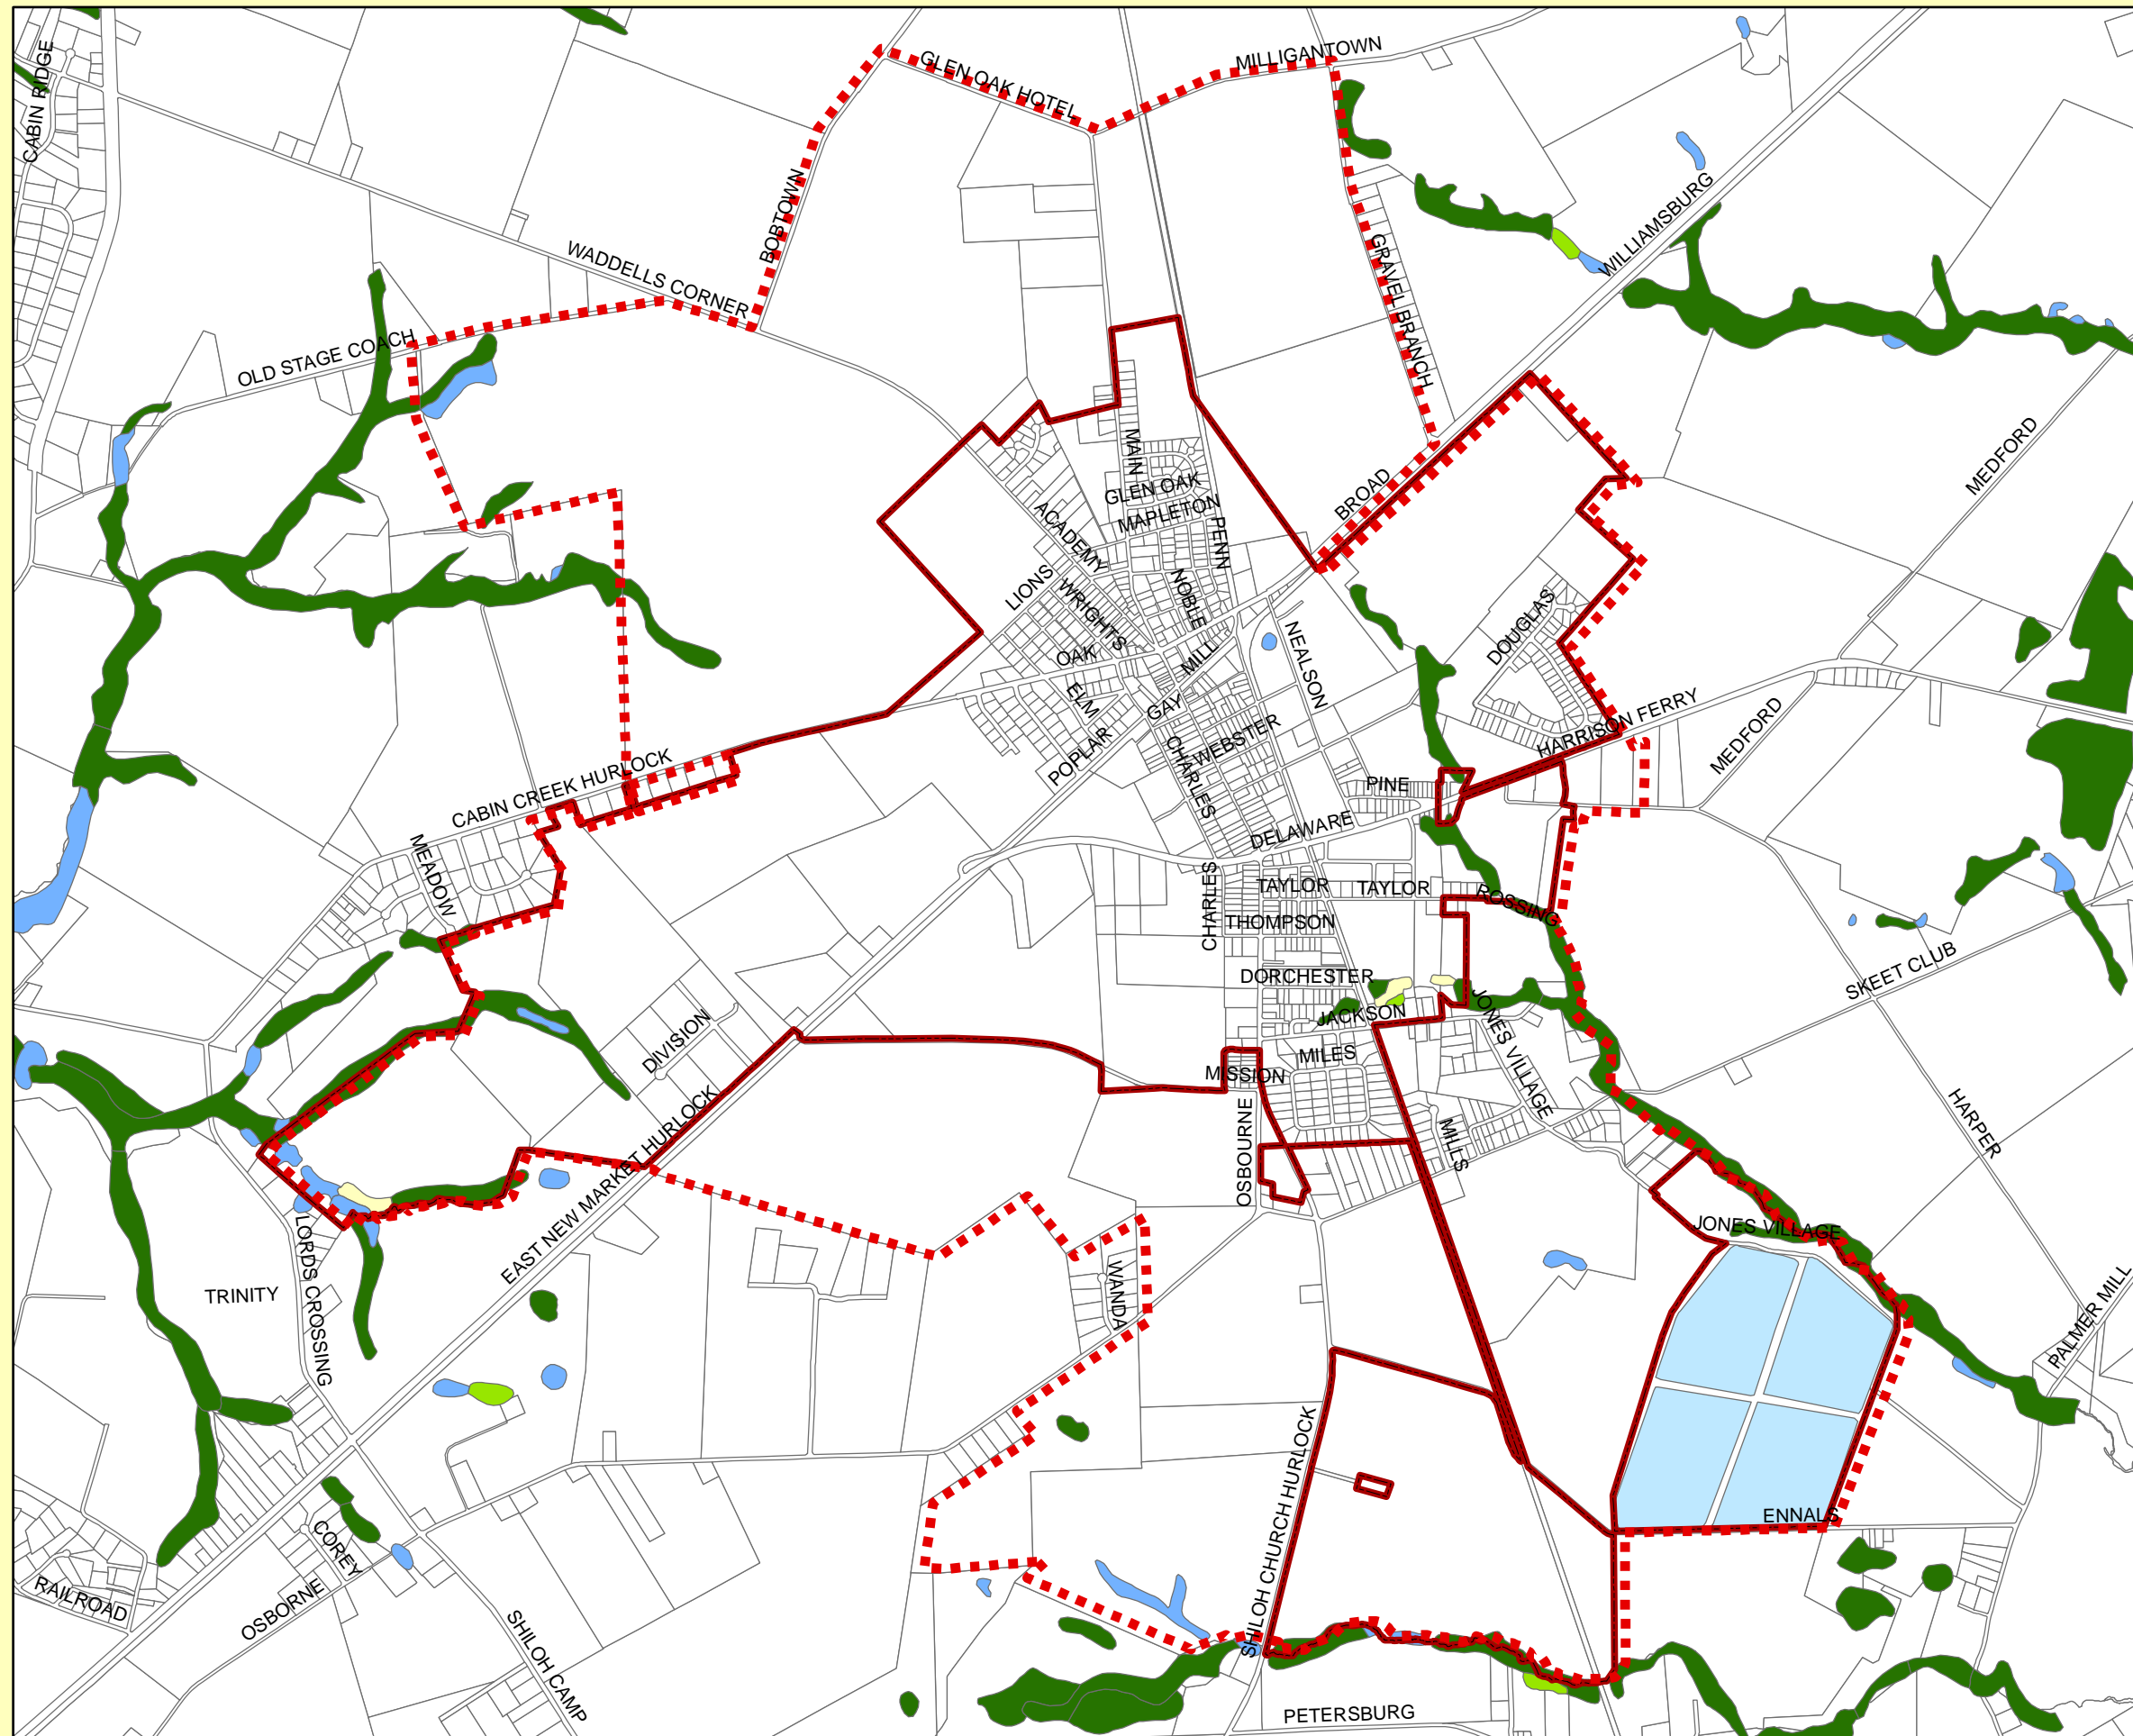 CABIN RIDGE
GLEN OAK HOTEL
MILLIGANTOWN
BOBTOWN
WADDELLS CORNER
WILLIAMSBURG
GRAVEL BRANCH
OLD STAGE COACH
MAIN
GLEN OAK
MAPLETON
BROAD
MEDFORD
ACADEMY
PENN
LIONS
WRIGHTS
NOBLE
OAK
MILL
NEALSON
DOUGLAS
ELM
GAY
WEBSTER
POPLAR
CHARLES
HARRISON FERRY
MEDFORD
CABIN CREEK HURLOCK
PINE
DELAWARE
MEADOW
CHARLES
TAYLOR
TAYLOR
ROSSING
THOMPSON
DORCHESTER
SKEET CLUB
JACKSON
JONES VILLAGE
DIVISION
MILES
MISSION
OSBOURNE
MILLS
HARPER
EAST NEW MARKET HURLOCK
JONES VILLAGE
LORDS CROSSING
TRINITY
WANDA
PALMER MILL
SHILOH CHURCH HURLOCK
ENNALS
COREY
RAILROAD
OSBORNE
SHILOH CAMP
PETERSBURG